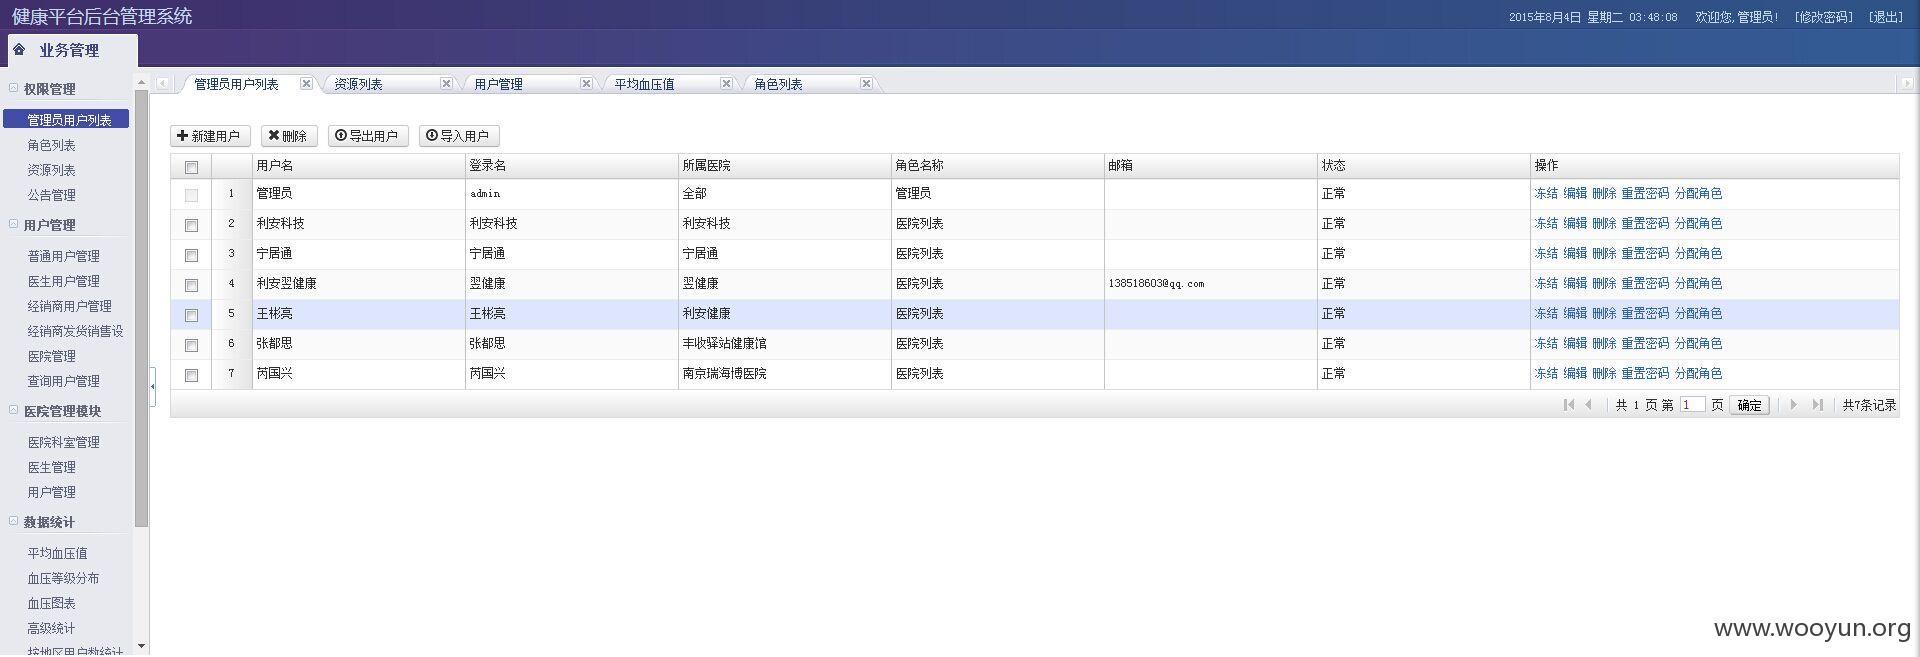 健康平台后台管理系统
2015年8月4日 星期二 03:48:08 欢迎您,管理员! [修改密码] [退出]
业务管理
权限管理
管理员用户列表
角色列表
资源列表
公告管理
用户管理
普通用户管理
医生用户管理
经销商用户管理
经销商发货销售设
医院管理
查询用户管理
医院管理模块
医院科室管理
医生管理
用户管理
数据统计
平均血压值
血压等级分布
血压图表
高级统计
按地区用户数统计
管理员用户列表 资源列表 用户管理 平均血压值 角色列表
新建用户 删除 导出用户 导入用户
用户名 登录名 所属医院 角色名称 邮箱 状态 操作
1 管理员 admin 全部 管理员 正常 冻结 编辑 删除 重置密码 分配角色
2 利安科技 利安科技 利安科技 医院列表 正常 冻结 编辑 删除 重置密码 分配角色
3 宁居通 宁居通 宁居通 医院列表 正常 冻结 编辑 删除 重置密码 分配角色
4 利安翌健康 翌健康 翌健康 医院列表 138518603@qq.com 正常 冻结 编辑 删除 重置密码 分配角色
5 王彬亮 王彬亮 利安健康 医院列表 正常 冻结 编辑 删除 重置密码 分配角色
6 张都思 张都思 丰收驿站健康馆 医院列表 正常 冻结 编辑 删除 重置密码 分配角色
7 芮国兴 芮国兴 南京瑞海博医院 医院列表 正常 冻结 编辑 删除 重置密码 分配角色
共 1 页 第 1 页 确定 共7条记录
www.wooyun.org